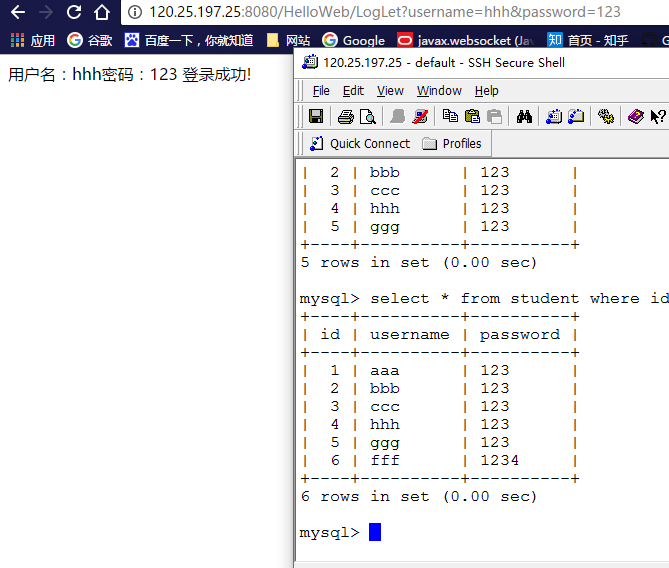 120.25.197.25:8080/HelloWeb/LogLet?username=hhh&password=123
应用 谷歌 百度一下，你就知道 网站 Google javax.websocket (Jav 首页 - 知乎 G
用户名：hhh密码：123 登录成功!
120.25.197.25 - default - SSH Secure Shell
File Edit View Window Help
Quick Connect Profiles
| 2 | bbb | 123 |
| 3 | ccc | 123 |
| 4 | hhh | 123 |
| 5 | ggg | 123 |
+----+----------+----------+
5 rows in set (0.00 sec)
mysql> select * from student where id
+----+----------+----------+
| id | username | password |
+----+----------+----------+
| 1 | aaa | 123 |
| 2 | bbb | 123 |
| 3 | ccc | 123 |
| 4 | hhh | 123 |
| 5 | ggg | 123 |
| 6 | fff | 1234 |
+----+----------+----------+
6 rows in set (0.00 sec)
mysql>